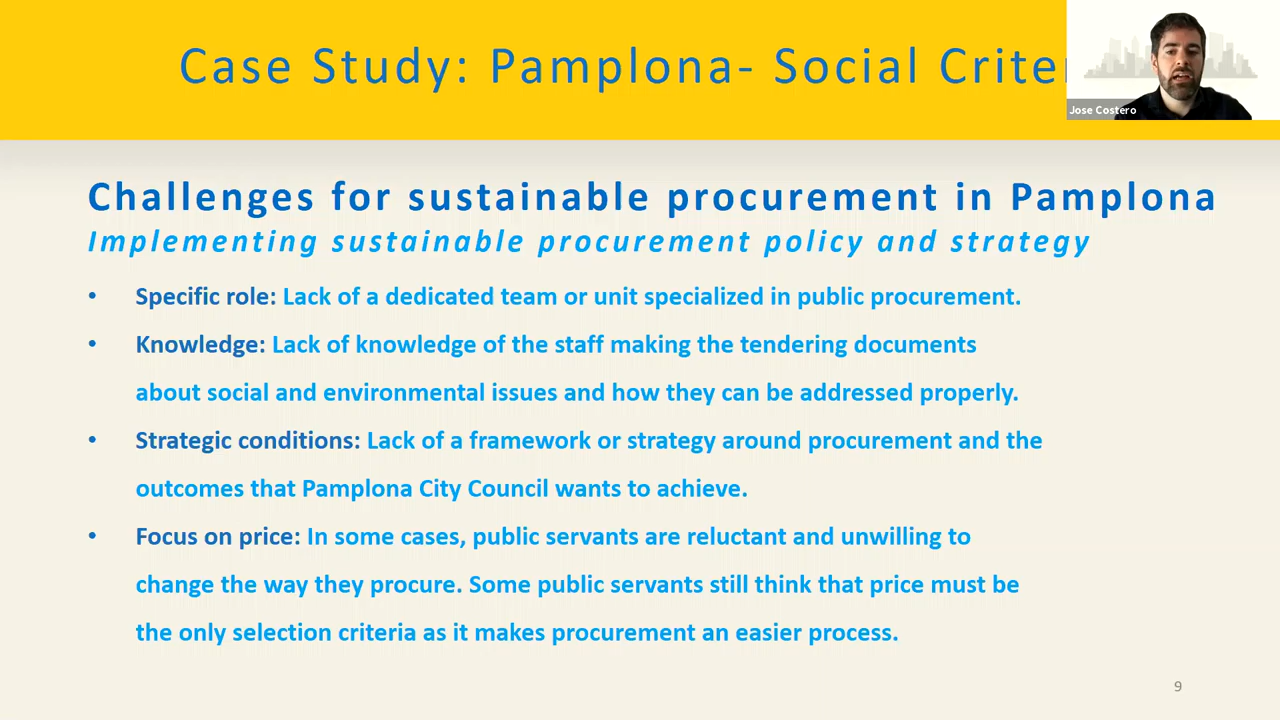 Case Study: Pamplona- Social Criter
Jose Costero
Challenges for sustainable procurement in Pamplona
Implementing sustainable procurement policy and strategy
• Specific role: Lack of a dedicated team or unit specialized in public procurement.
• Knowledge: Lack of knowledge of the staff making the tendering documents
about social and environmental issues and how they can be addressed properly.
• Strategic conditions: Lack of a framework or strategy around procurement and the
outcomes that Pamplona City Council wants to achieve.
• Focus on price: In some cases, public servants are reluctant and unwilling to
change the way they procure. Some public servants still think that price must be
the only selection criteria as it makes procurement an easier process.
9